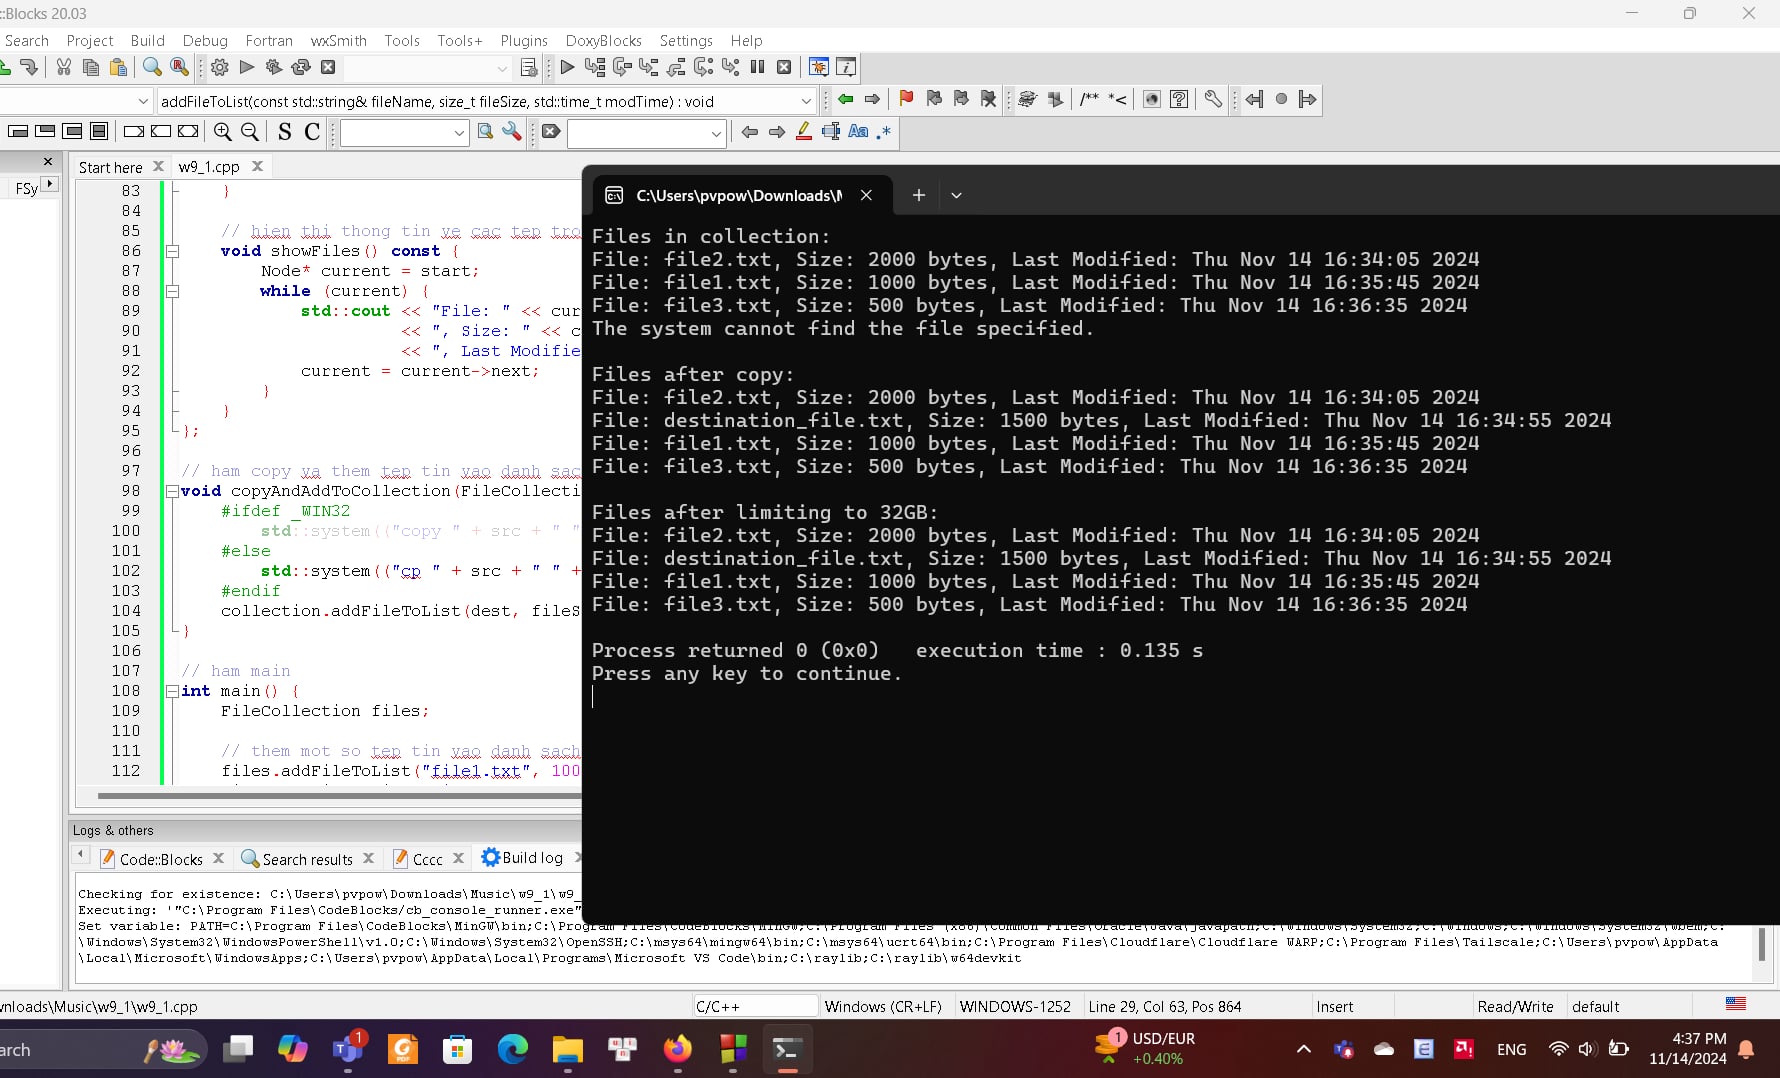 ::Blocks 20.03
Search Project Build Debug Fortran wxSmith Tools Tools+ Plugins DoxyBlocks Settings Help
addFileToList(const std::string& fileName, size_t fileSize, std::time_t modTime) : void
/** *<
S C
Aa .*
Start here
w9_1.cpp
FSy
83 }
84
85 // hien thi thong tin ve cac tep tro
86 void showFiles() const {
87 Node* current = start;
88 while (current) {
89 std::cout << "File: " << cur
90 << ", Size: " << c
91 << ", Last Modifie
92 current = current->next;
93 }
94 }
95 };
96
97 // ham copy va them tep tin vao danh sac
98 void copyAndAddToCollection(FileCollecti
99 #ifdef _WIN32
100 std::system(("copy " + src + " "
101 #else
102 std::system(("cp " + src + " " +
103 #endif
104 collection.addFileToList(dest, fileS
105 }
106
107 // ham main
108 int main() {
109 FileCollection files;
110
111 // them mot so tep tin vao danh sach
112 files.addFileToList("file1.txt", 100
C:\Users\pvpow\Downloads\M
Files in collection:
File: file2.txt, Size: 2000 bytes, Last Modified: Thu Nov 14 16:34:05 2024
File: file1.txt, Size: 1000 bytes, Last Modified: Thu Nov 14 16:35:45 2024
File: file3.txt, Size: 500 bytes, Last Modified: Thu Nov 14 16:36:35 2024
The system cannot find the file specified.
Files after copy:
File: file2.txt, Size: 2000 bytes, Last Modified: Thu Nov 14 16:34:05 2024
File: destination_file.txt, Size: 1500 bytes, Last Modified: Thu Nov 14 16:34:55 2024
File: file1.txt, Size: 1000 bytes, Last Modified: Thu Nov 14 16:35:45 2024
File: file3.txt, Size: 500 bytes, Last Modified: Thu Nov 14 16:36:35 2024
Files after limiting to 32GB:
File: file2.txt, Size: 2000 bytes, Last Modified: Thu Nov 14 16:34:05 2024
File: destination_file.txt, Size: 1500 bytes, Last Modified: Thu Nov 14 16:34:55 2024
File: file1.txt, Size: 1000 bytes, Last Modified: Thu Nov 14 16:35:45 2024
File: file3.txt, Size: 500 bytes, Last Modified: Thu Nov 14 16:36:35 2024
Process returned 0 (0x0) execution time : 0.135 s
Press any key to continue.
Logs & others
Code::Blocks
Search results
Cccc
Build log
Checking for existence: C:\Users\pvpow\Downloads\Music\w9_1\w9_
Executing: '"C:\Program Files\CodeBlocks/cb_console_runner.exe"
Set variable: PATH=C:\Program Files\CodeBlocks\MinGW\bin;C:\Program Files\CodeBlocks\MinGW;C:\Program Files (x86)\Common Files\Oracle\Java\javapath;C:\Windows\System32;C:\Windows;C:\Windows\System32\wbem;C:
\Windows\System32\WindowsPowerShell\v1.0;C:\Windows\System32\OpenSSH;C:\msys64\mingw64\bin;C:\msys64\ucrt64\bin;C:\Program Files\Cloudflare\Cloudflare WARP;C:\Program Files\Tailscale;C:\Users\pvpow\AppData
\Local\Microsoft\WindowsApps;C:\Users\pvpow\AppData\Local\Programs\Microsoft VS Code\bin;C:\raylib;C:\raylib\w64devkit
wnloads\Music\w9_1\w9_1.cpp
C/C++
Windows (CR+LF) WINDOWS-1252 Line 29, Col 63, Pos 864 Insert Read/Write default
arch
1
1
USD/EUR
+0.40%
ENG
4:37 PM
11/14/2024